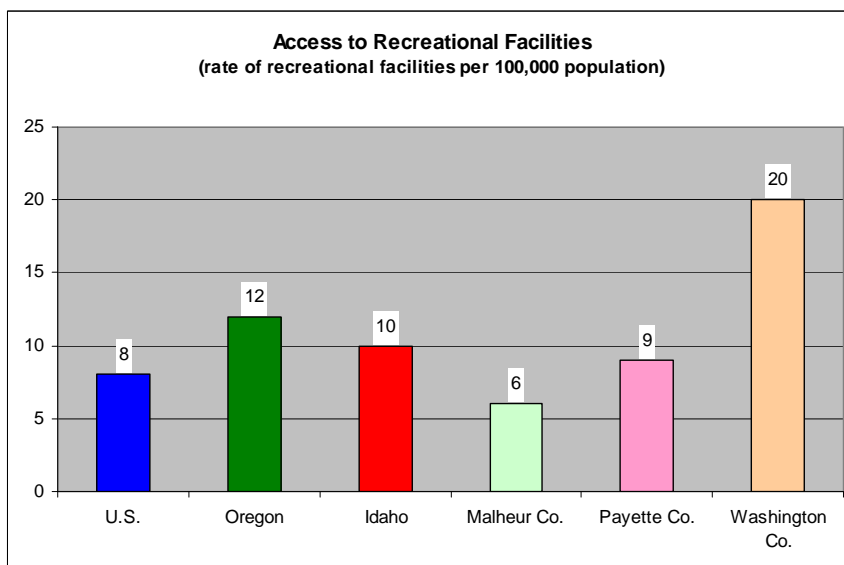 Access to Recreational Facilities
(rate of recreational facilities per 100,000 population)
25
20
15
10
5
0
8
12
10
6
9
20
U.S.
Oregon
Idaho
Malheur Co.
Payette Co.
Washington
Co.